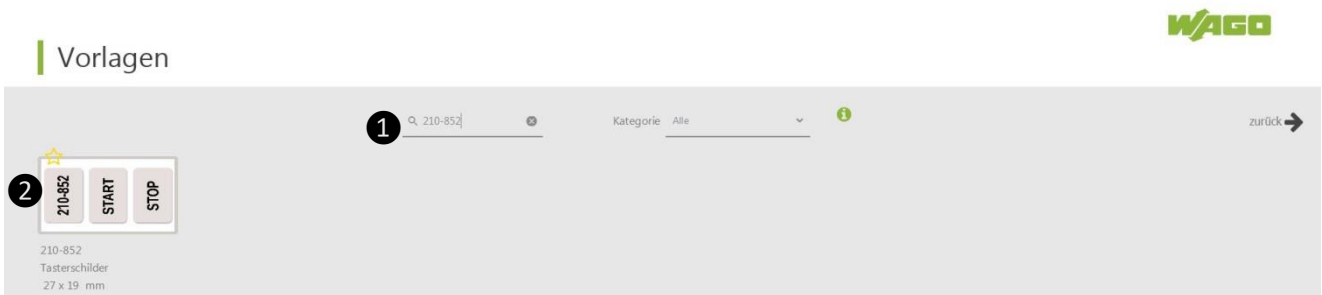 WAGO
Vorlagen
1
210-852
Kategorie Alle
zurück
2
210-852
START
STOP
210-852
Tasterschilder
27 x 19 mm